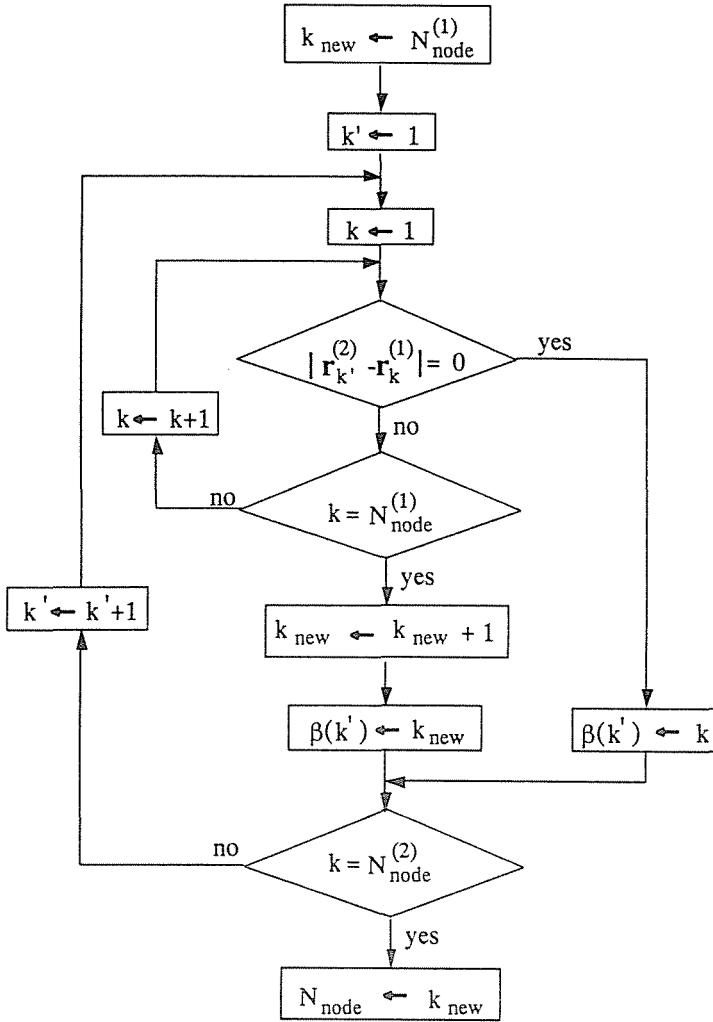 k new ← N node (1)
k' ← 1
k ← 1
| r k' (2) - r k (1) | = 0
yes
k ← k+1
no
k = N node (1)
no
yes
k' ← k'+1
k new ← k new + 1
β(k') ← k new
β(k') ← k
no
k = N node (2)
yes
N node ← k new